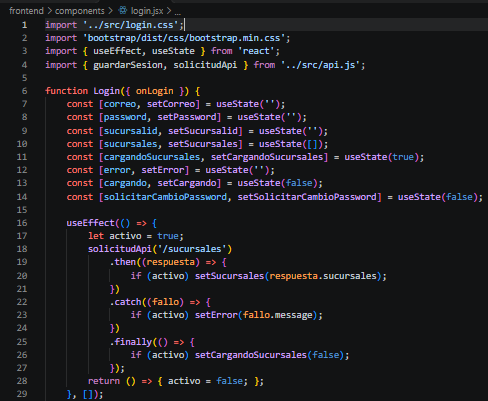 frontend > components > login.jsx > ...
1 import '../src/login.css';
2 import 'bootstrap/dist/css/bootstrap.min.css';
3 import { useEffect, useState } from 'react';
4 import { guardarSesion, solicitudApi } from '../src/api.js';
5
6 function Login({ onLogin }) {
7 const [correo, setCorreo] = useState('');
8 const [password, setPassword] = useState('');
9 const [sucursalid, setSucursalid] = useState('');
10 const [sucursales, setSucursales] = useState([]);
11 const [cargandoSucursales, setCargandoSucursales] = useState(true);
12 const [error, setError] = useState('');
13 const [cargando, setCargando] = useState(false);
14 const [solicitarCambioPassword, setSolicitarCambioPassword] = useState(false);
15
16 useEffect(() => {
17 let activo = true;
18 solicitudApi('/sucursales')
19 .then((respuesta) => {
20 if (activo) setSucursales(respuesta.sucursales);
21 })
22 .catch((fallo) => {
23 if (activo) setError(fallo.message);
24 })
25 .finally(() => {
26 if (activo) setCargandoSucursales(false);
27 });
28 return () => { activo = false; };
29 }, []);